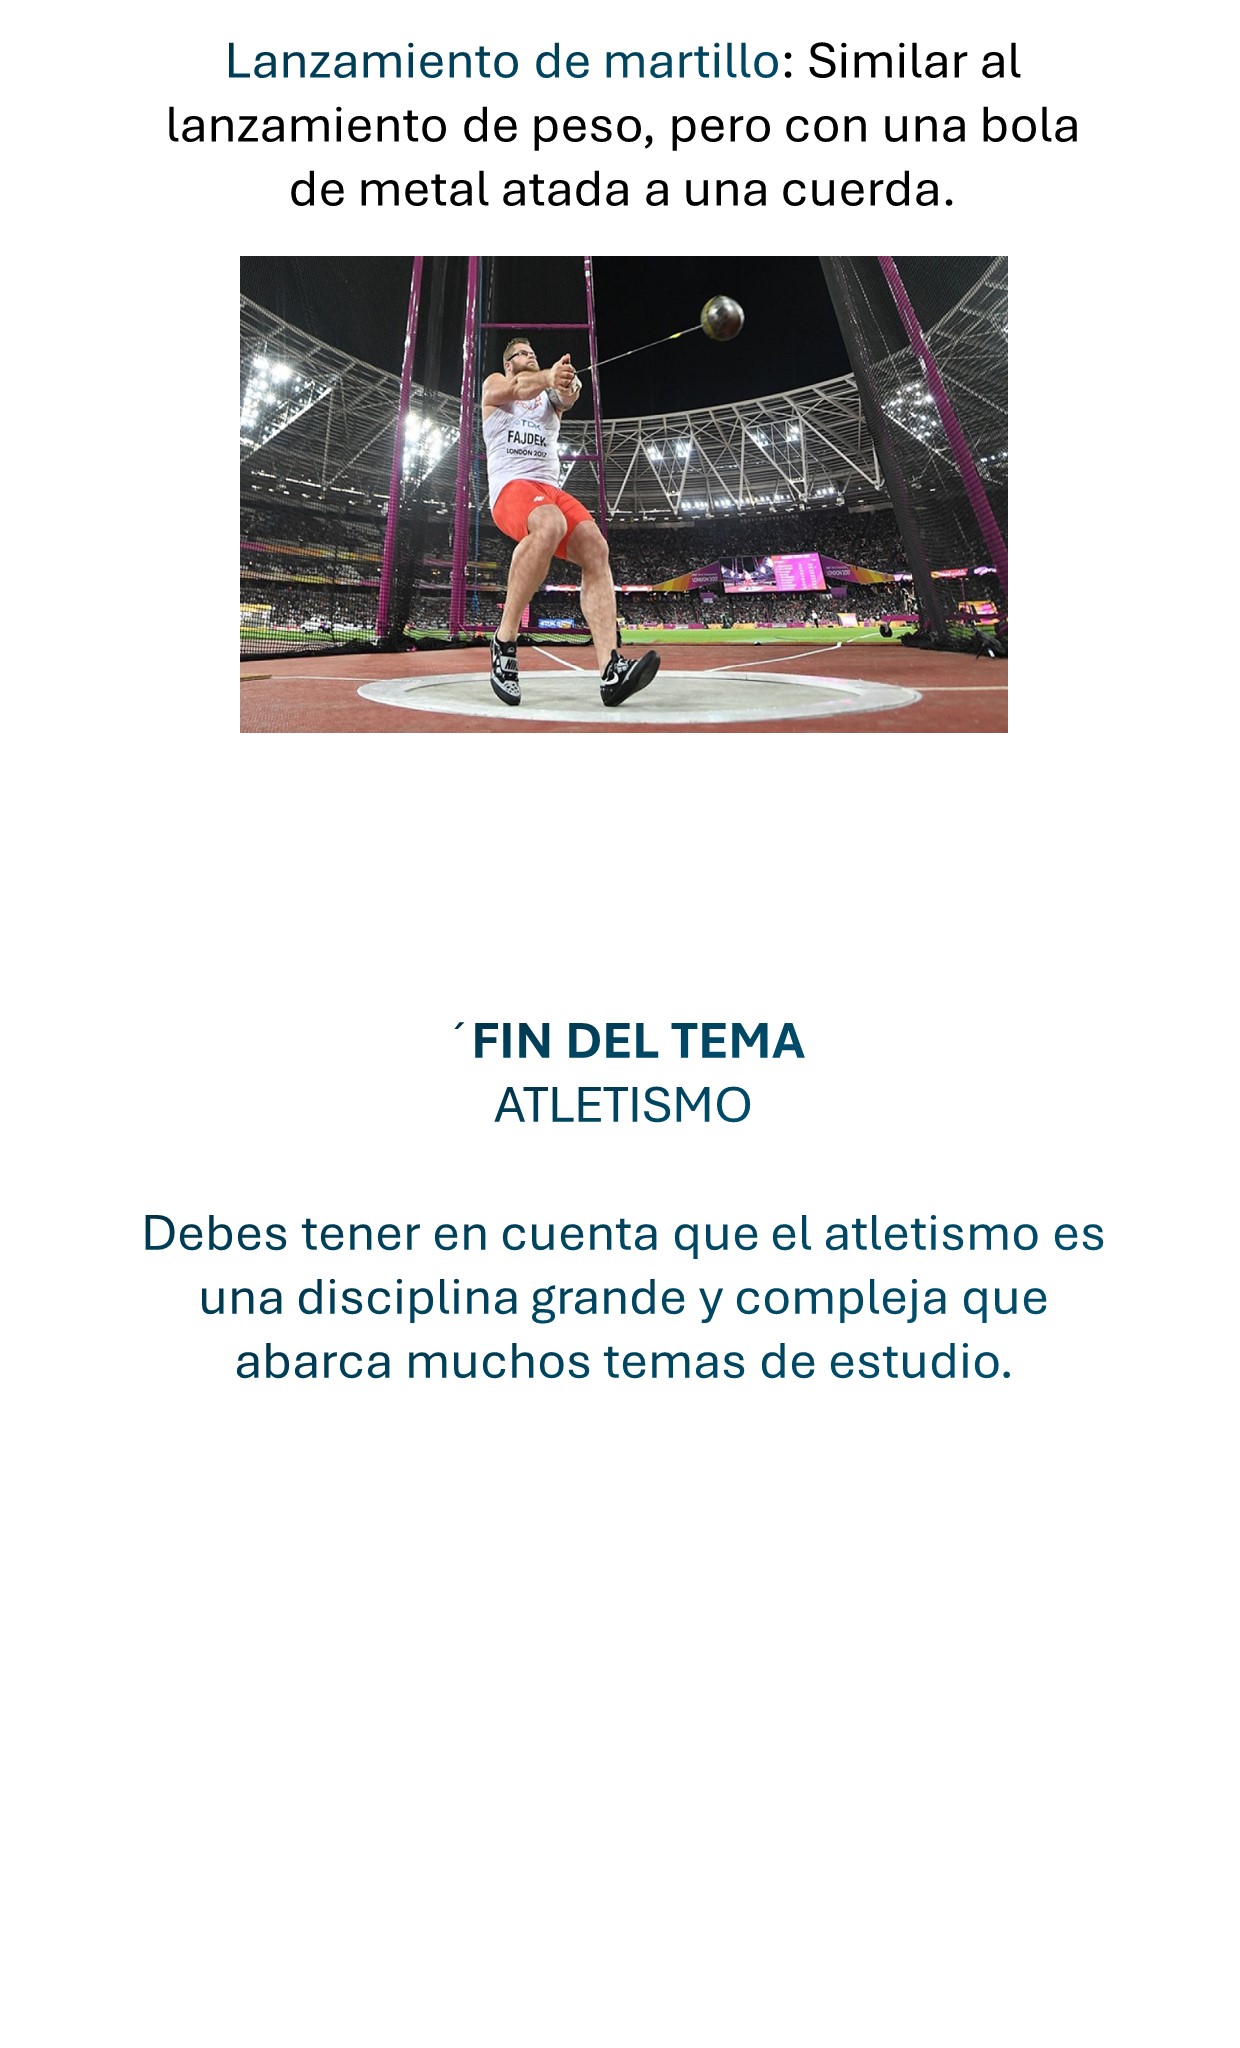 Lanzamiento de martillo: Similar al
lanzamiento de peso, pero con una bola
de metal atada a una cuerda.
TDK
FAJDEK
LONDON 2017
´FIN DEL TEMA
ATLETISMO
Debes tener en cuenta que el atletismo es
una disciplina grande y compleja que
abarca muchos temas de estudio.